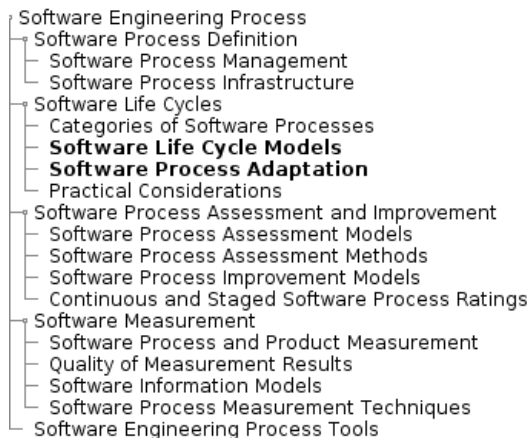 Software Engineering Process
Software Process Definition
Software Process Management
Software Process Infrastructure
Software Life Cycles
Categories of Software Processes
Software Life Cycle Models
Software Process Adaptation
Practical Considerations
Software Process Assessment and Improvement
Software Process Assessment Models
Software Process Assessment Methods
Software Process Improvement Models
Continuous and Staged Software Process Ratings
Software Measurement
Software Process and Product Measurement
Quality of Measurement Results
Software Information Models
Software Process Measurement Techniques
Software Engineering Process Tools